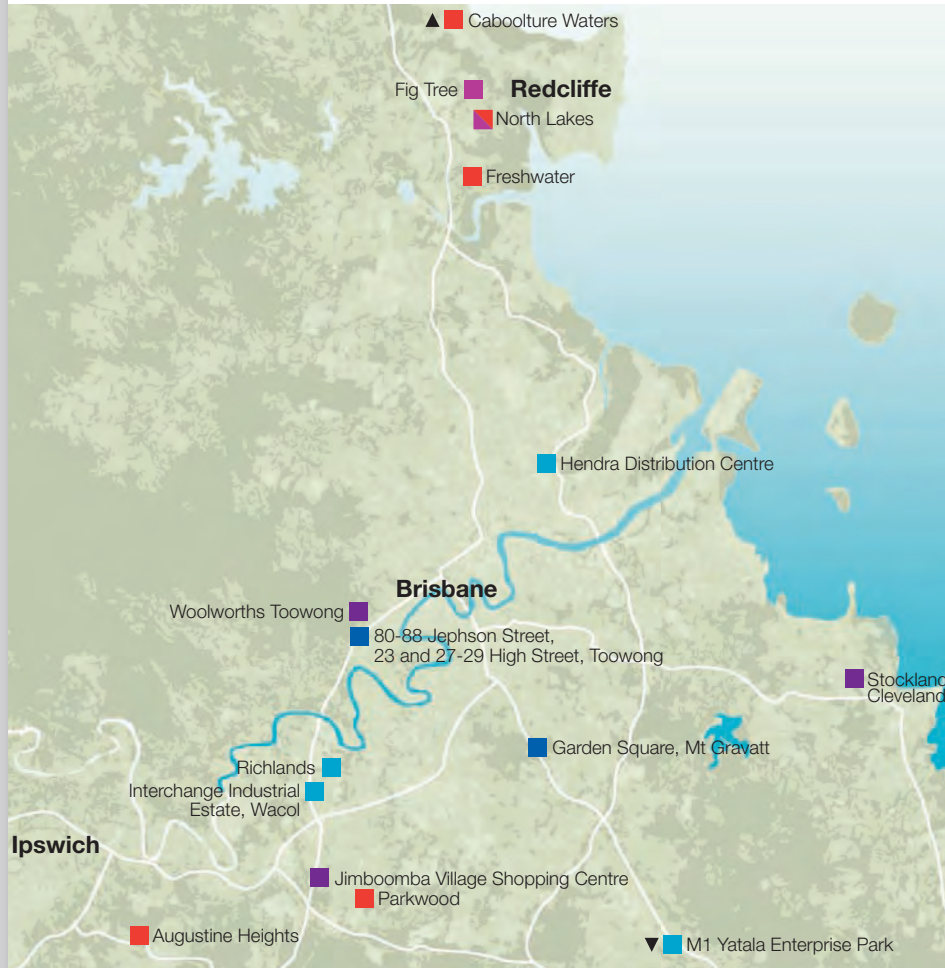 Caboolture Waters
Fig Tree
Redcliffe
North Lakes
Freshwater
Hendra Distribution Centre
Brisbane
Woolworths Toowong
80-88 Jephson Street,
23 and 27-29 High Street, Toowong
Stockland
Cleveland
Garden Square, Mt Gravatt
Richlands
Interchange Industrial
Estate, Wacol
Ipswich
Jimboomba Village Shopping Centre
Parkwood
Augustine Heights
M1 Yatala Enterprise Park